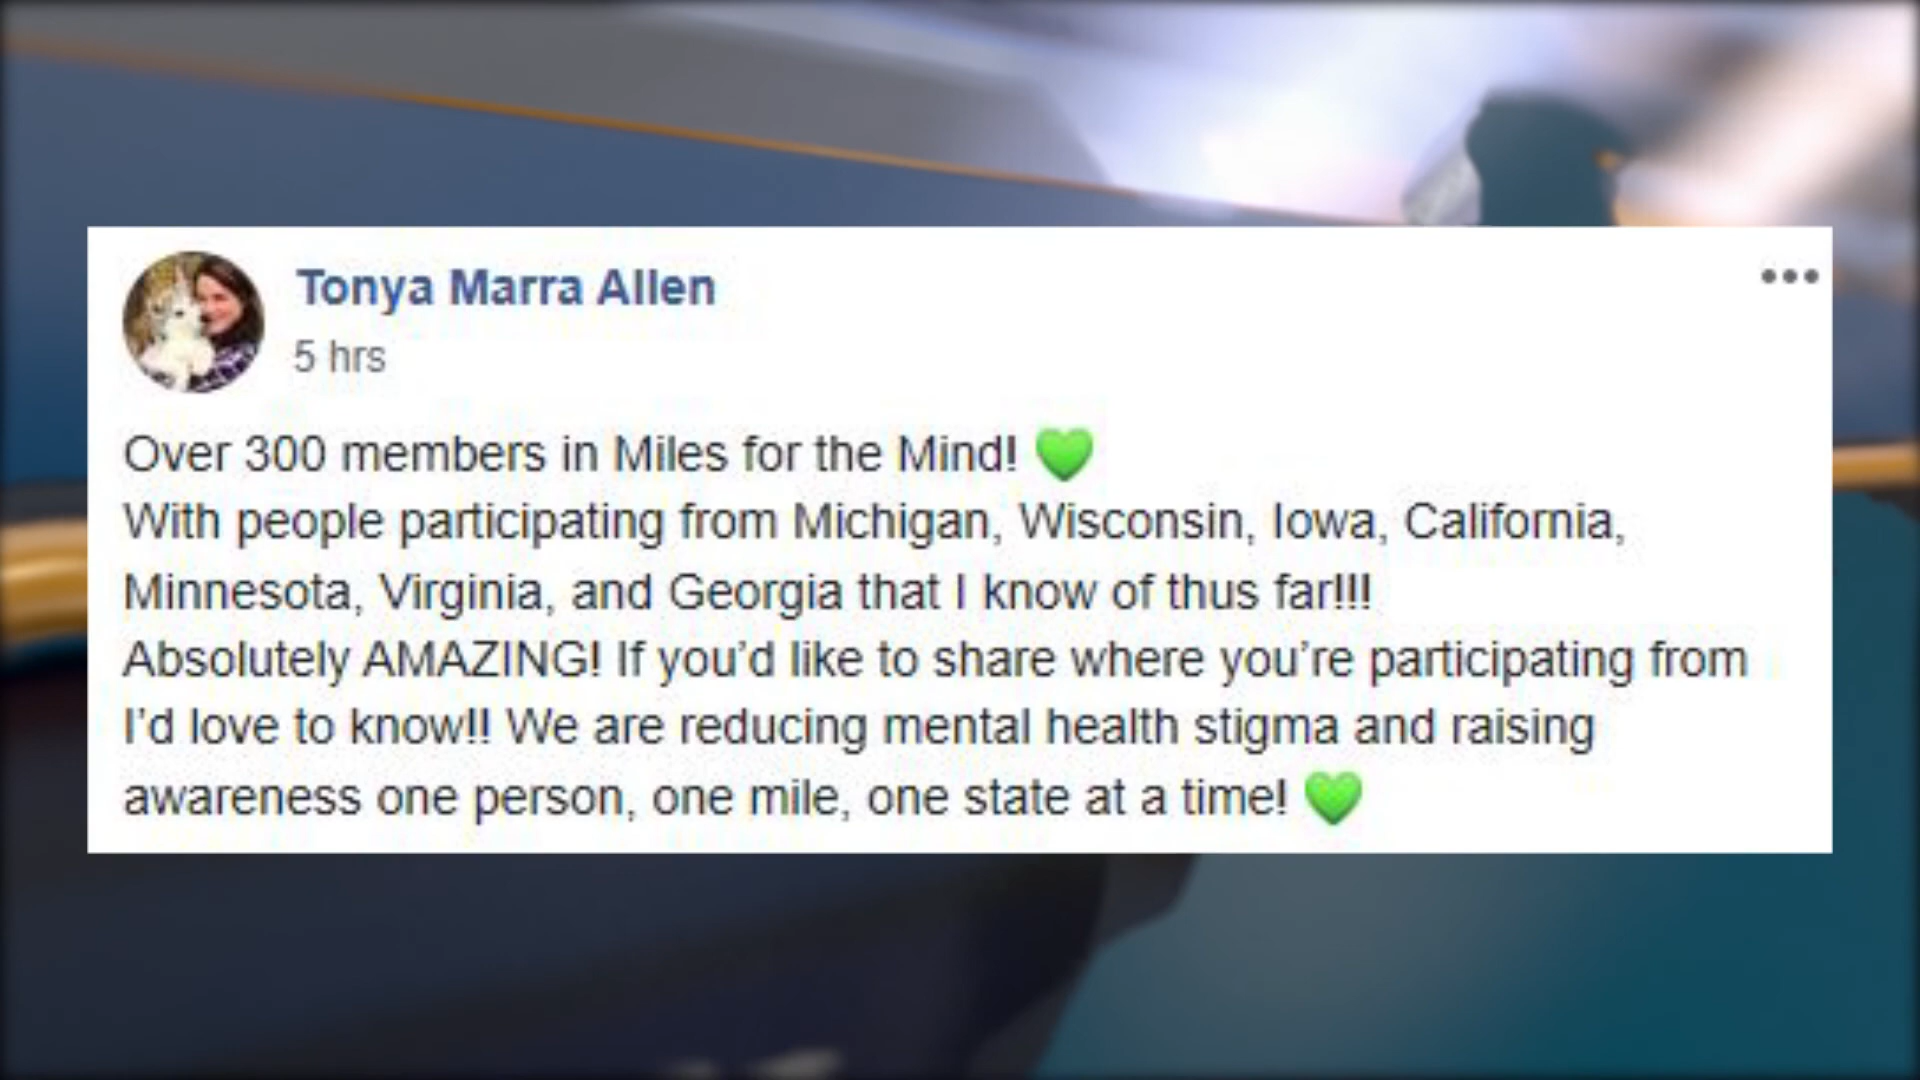 Tonya Marra Allen
5 hrs
Over 300 members in Miles for the Mind! 💚
With people participating from Michigan, Wisconsin, Iowa, California,
Minnesota, Virginia, and Georgia that I know of thus far!!!
Absolutely AMAZING! If you’d like to share where you’re participating from
I’d love to know!! We are reducing mental health stigma and raising
awareness one person, one mile, one state at a time! 💚